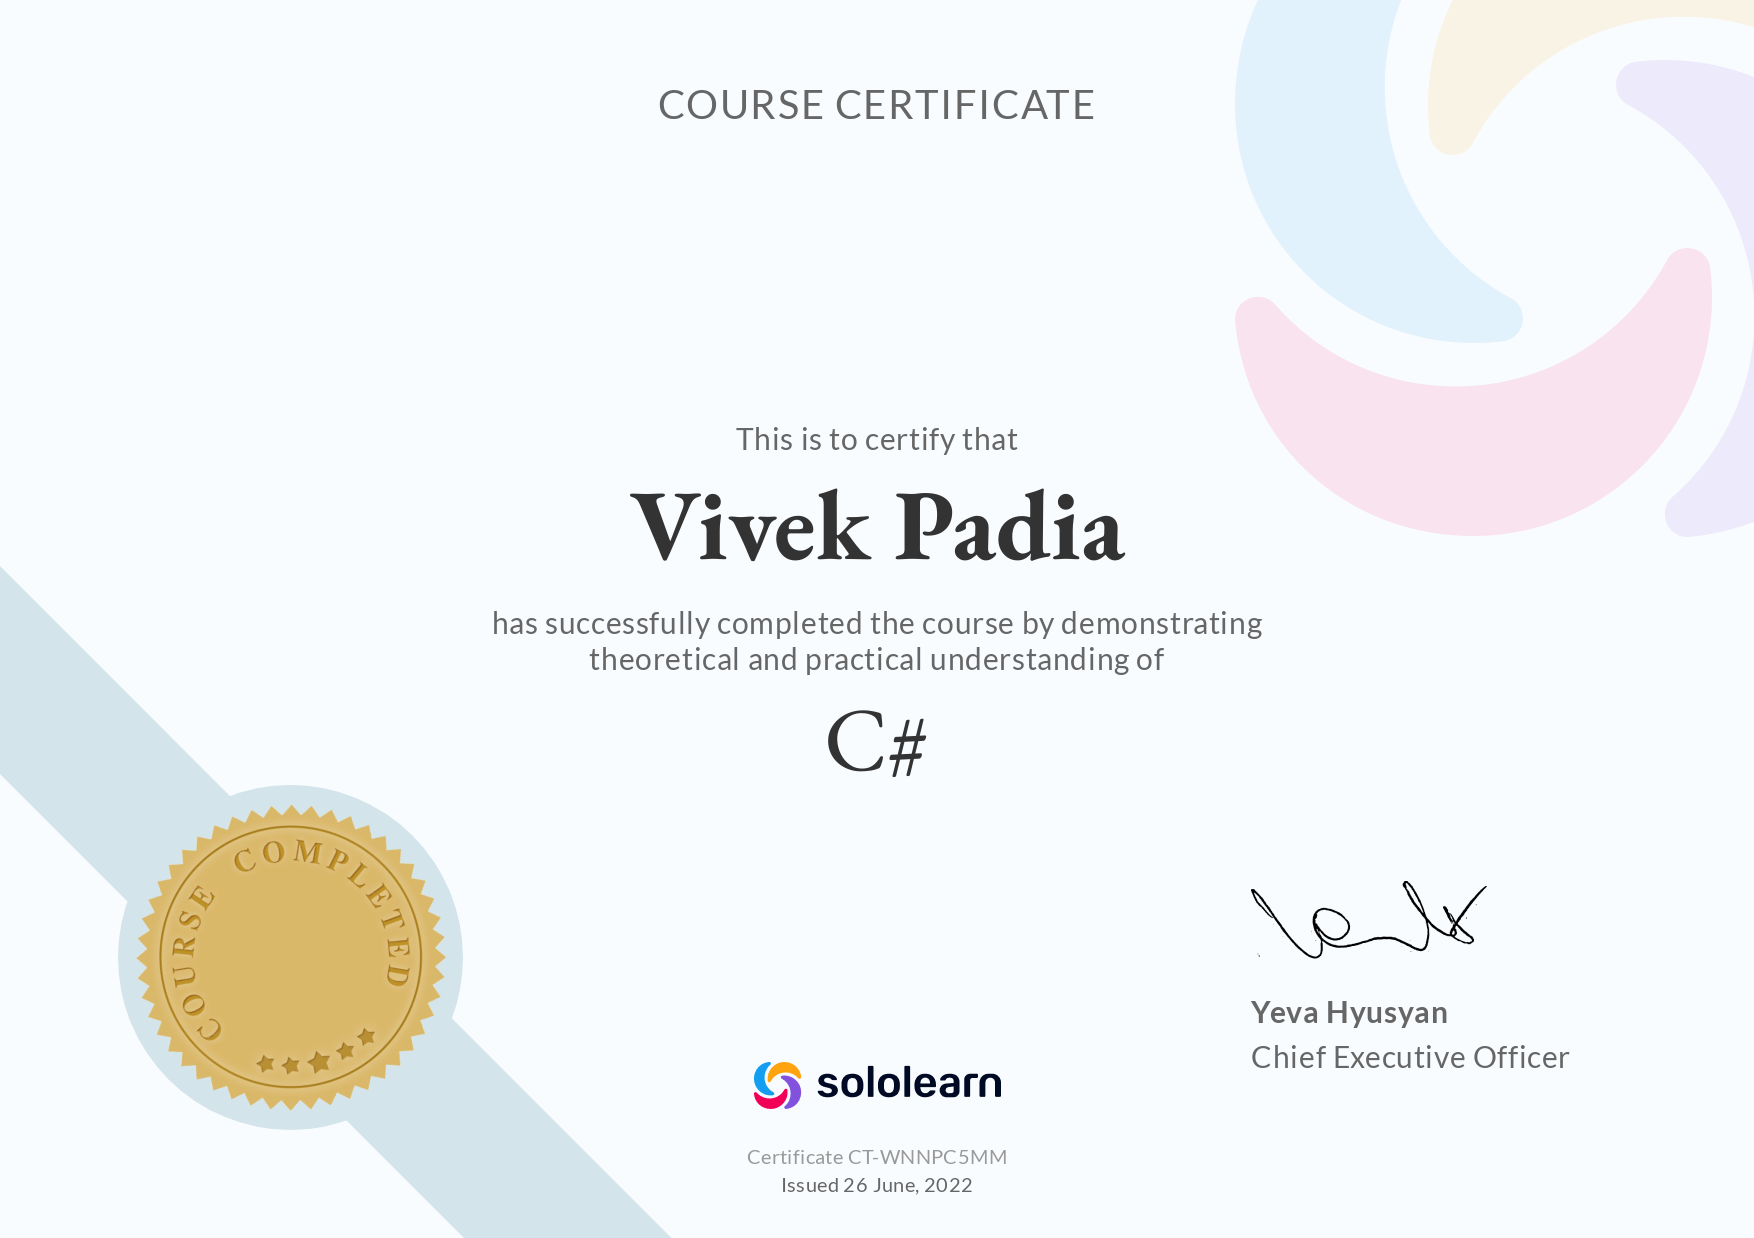 COURSE CERTIFICATE
This is to certify that
Vivek Padia
has successfully completed the course by demonstrating
theoretical and practical understanding of
C#
COURSE COMPLETED
Yeva Hyusyan
Chief Executive Officer
sololearn
Certificate CT-WNNPC5MM
Issued 26 June, 2022